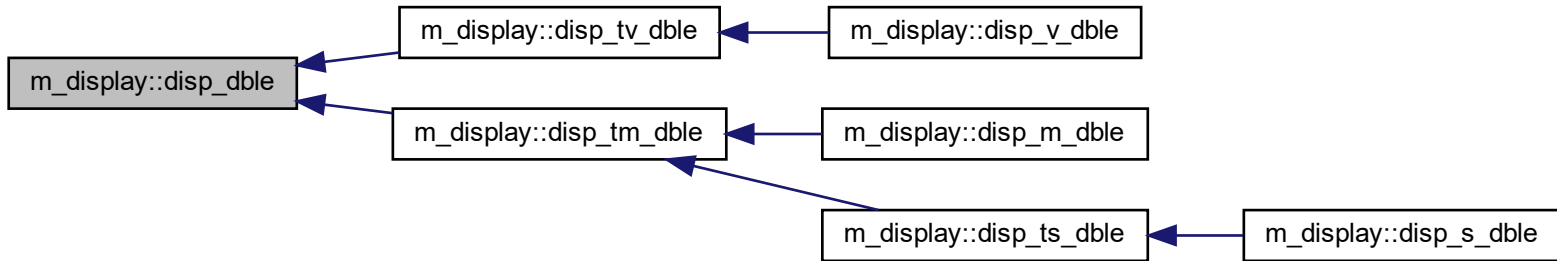 m_display::disp_dble
m_display::disp_tv_dble
m_display::disp_v_dble
m_display::disp_tm_dble
m_display::disp_m_dble
m_display::disp_ts_dble
m_display::disp_s_dble